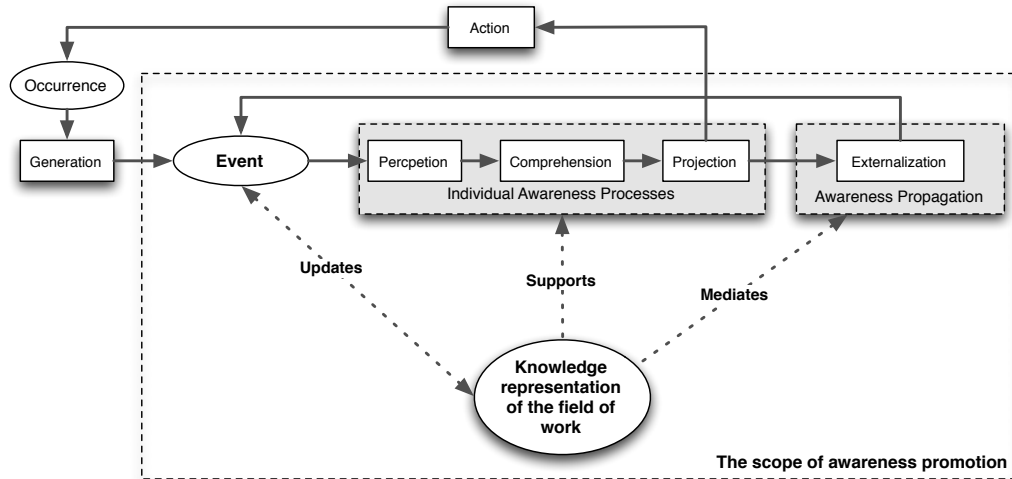 Action
Occurrence
Generation
Event
Percpetion
Comprehension
Projection
Externalization
Individual Awareness Processes
Awareness Propagation
Updates
Supports
Mediates
Knowledge
representation
of the field of
work
The scope of awareness promotion